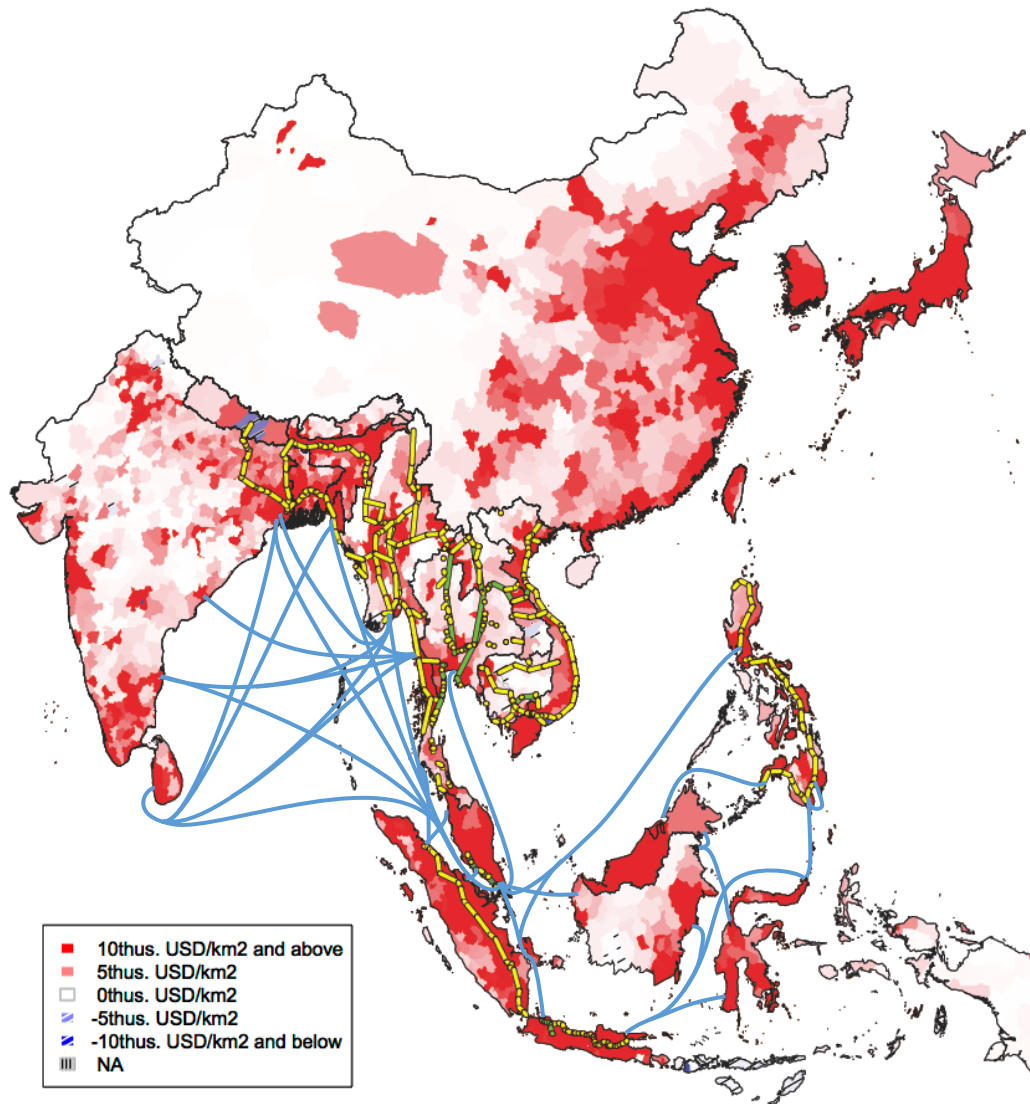 10thus. USD/km2 and above
5thus. USD/km2
0thus. USD/km2
-5thus. USD/km2
-10thus. USD/km2 and below
NA